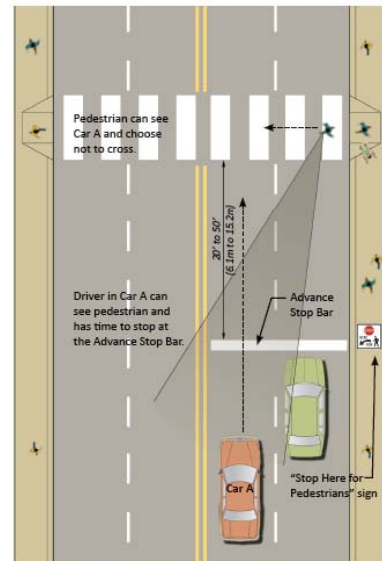 Pedestrian can see
Car A and choose
not to cross.
20' to 50'
(6.1m to 15.2m)
Driver in Car A can
see pedestrian and
has time to stop at
the Advance Stop Bar.
Advance
Stop Bar
Car A
"Stop Here for
Pedestrians" sign